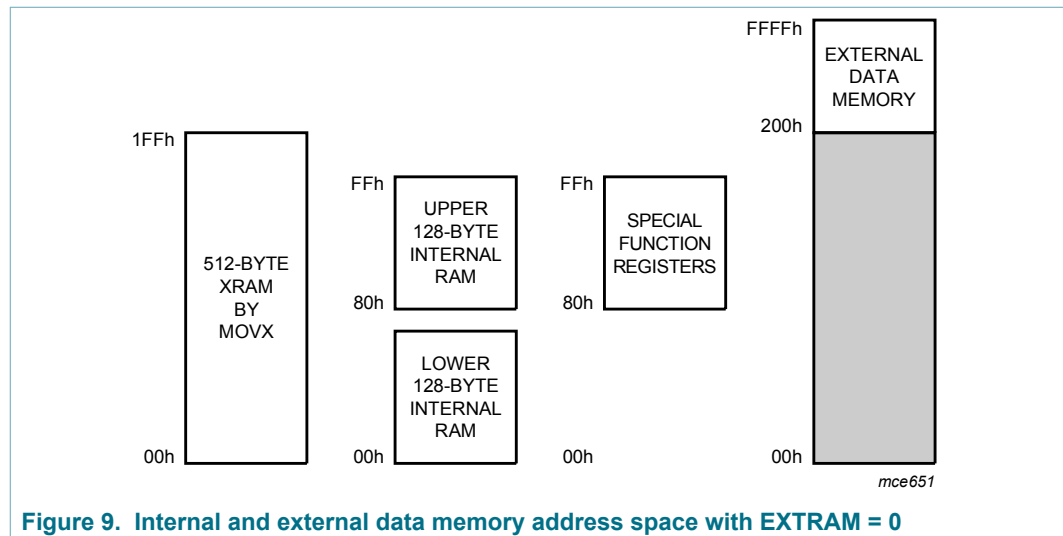 FFFFh
EXTERNAL
DATA
MEMORY
200h
1FFh
512-BYTE
XRAM
BY
MOVX
00h
FFh
UPPER
128-BYTE
INTERNAL
RAM
80h
LOWER
128-BYTE
INTERNAL
RAM
00h
FFh
SPECIAL
FUNCTION
REGISTERS
80h
00h
00h
mce651
Figure 9. Internal and external data memory address space with EXTRAM = 0